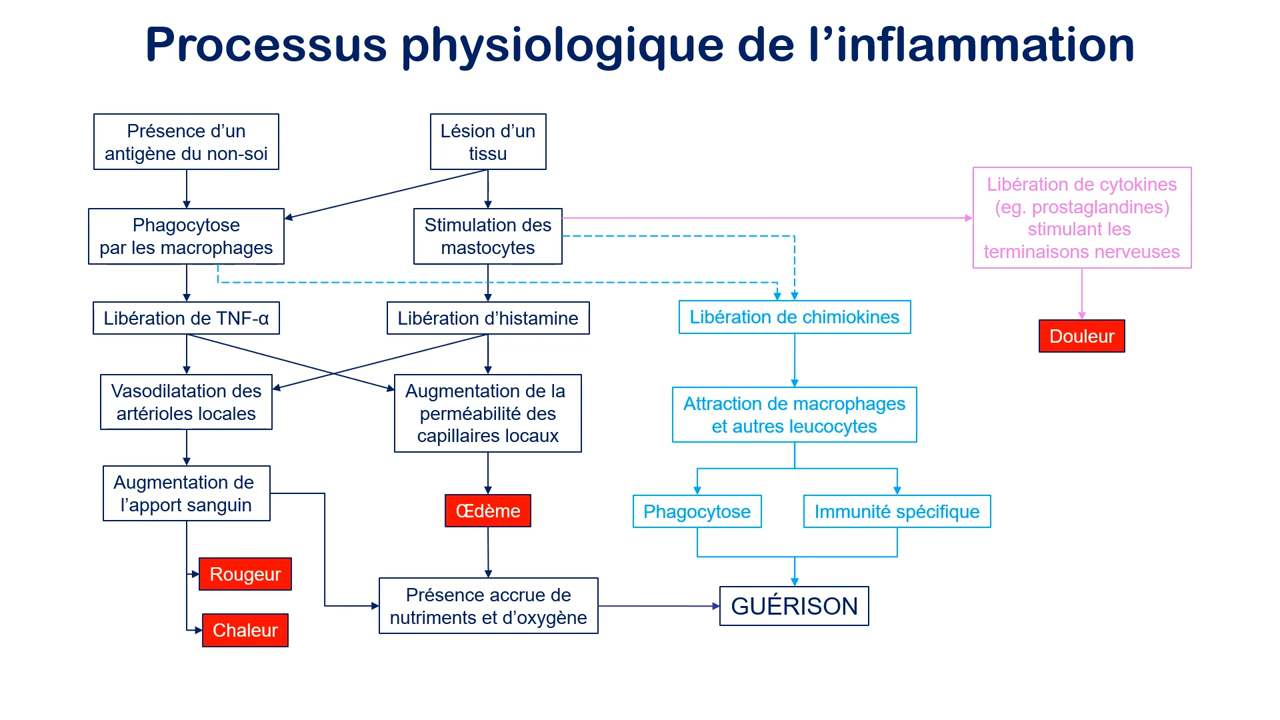 Processus physiologique de l’inflammation
Présence d’un
antigène du non-soi
Lésion d’un
tissu
Libération de cytokines
(eg. prostaglandines)
stimulant les
terminaisons nerveuses
Phagocytose
par les macrophages
Stimulation des
mastocytes
Libération de TNF-α
Libération d’histamine
Libération de chimiokines
Douleur
Vasodilatation des
artérioles locales
Augmentation de la
perméabilité des
capillaires locaux
Attraction de macrophages
et autres leucocytes
Augmentation de
l’apport sanguin
Œdème
Phagocytose
Immunité spécifique
Rougeur
Chaleur
Présence accrue de
nutriments et d’oxygène
GUÉRISON